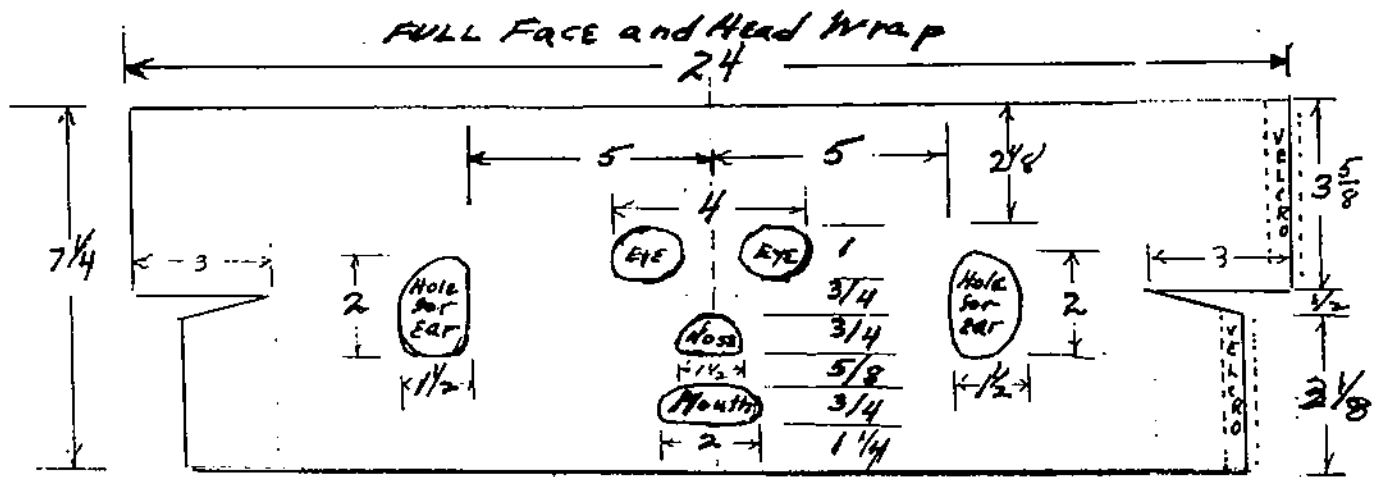 FULL FACE and Head Wrap
24
5
5
2 1/8
VELCRO
3 5/8
4
7 1/4
EYE
EYE
1
3
3
2
Hole for Ear
3/4
Hole for Ear
2
1/2
Nose
3/4
1 1/2
1 1/2
5/8
1 1/2
VELCRO
Mouth
3/4
3 1/8
2
1 1/4